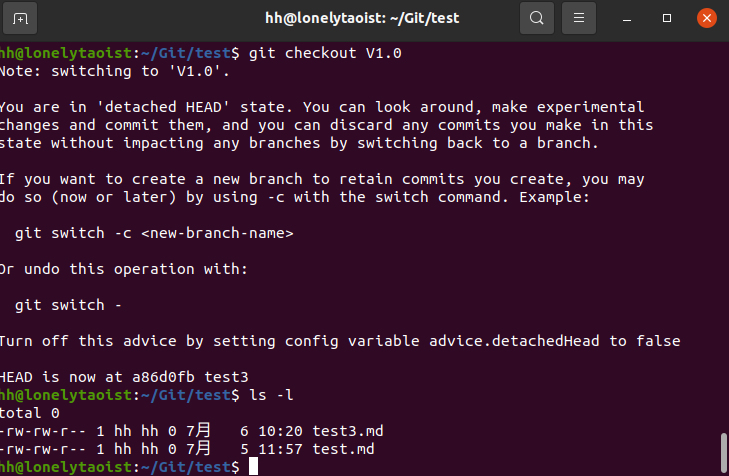 hh@lonelytaoist: ~/Git/test
hh@lonelytaoist:~/Git/test$ git checkout V1.0
Note: switching to 'V1.0'.
You are in 'detached HEAD' state. You can look around, make experimental
changes and commit them, and you can discard any commits you make in this
state without impacting any branches by switching back to a branch.
If you want to create a new branch to retain commits you create, you may
do so (now or later) by using -c with the switch command. Example:
git switch -c <new-branch-name>
Or undo this operation with:
git switch -
Turn off this advice by setting config variable advice.detachedHead to false
HEAD is now at a86d0fb test3
hh@lonelytaoist:~/Git/test$ ls -l
total 0
-rw-rw-r-- 1 hh hh 0 7月   6 10:20 test3.md
-rw-rw-r-- 1 hh hh 0 7月   5 11:57 test.md
hh@lonelytaoist:~/Git/test$